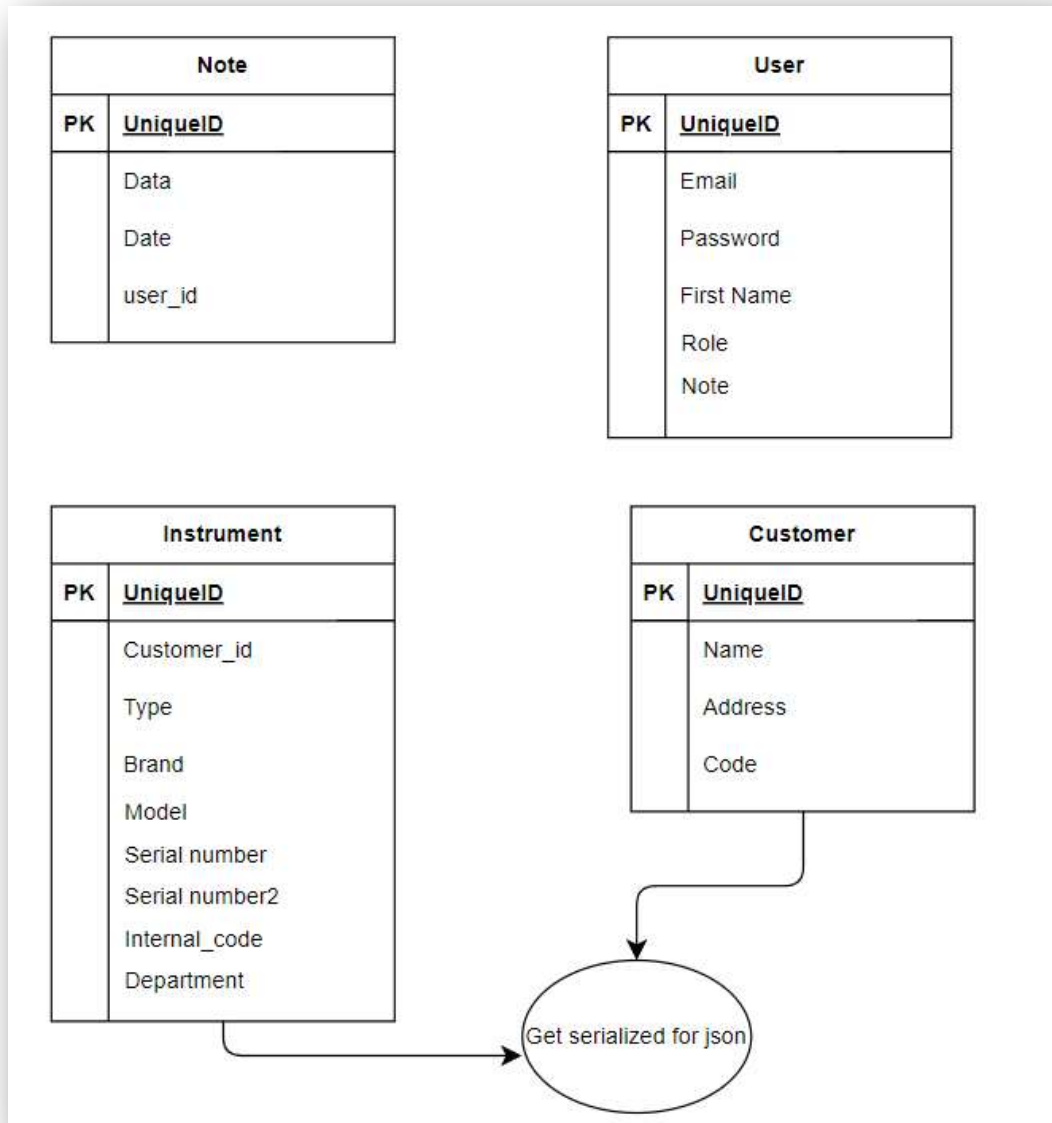 Note
PK UniqueID
Data
Date
user_id
User
PK UniqueID
Email
Password
First Name
Role
Note
Instrument
PK UniqueID
Customer_id
Type
Brand
Model
Serial number
Serial number2
Internal_code
Department
Customer
PK UniqueID
Name
Address
Code
Get serialized for json